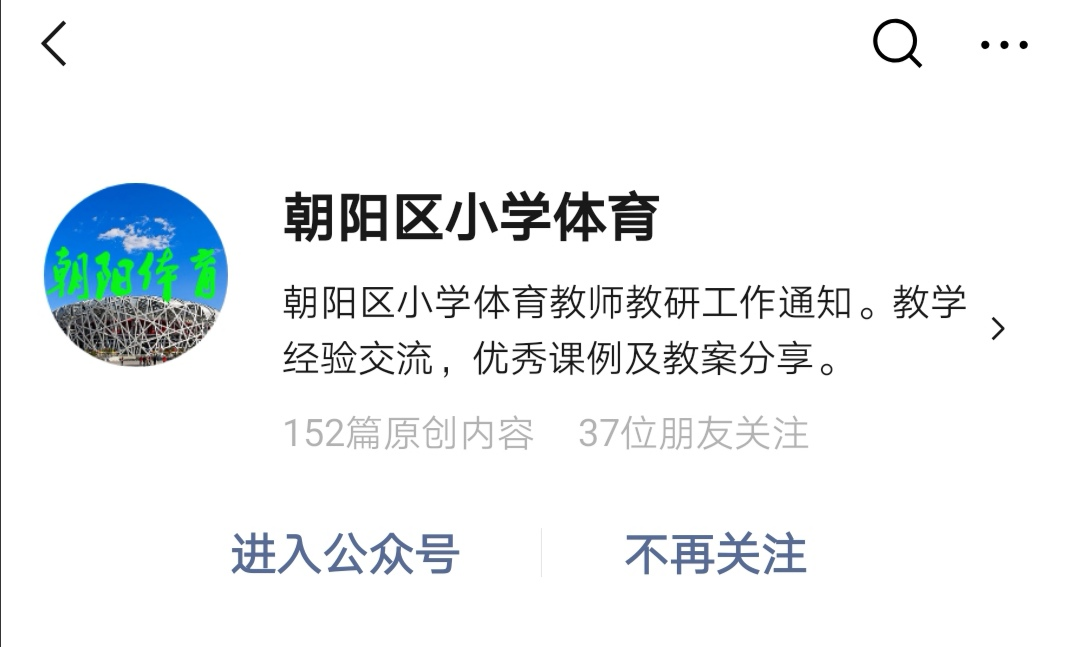 朝阳体育
朝阳区小学体育
朝阳区小学体育教师教研工作通知。教学
经验交流，优秀课例及教案分享。
152篇原创内容 37位朋友关注
进入公众号 不再关注